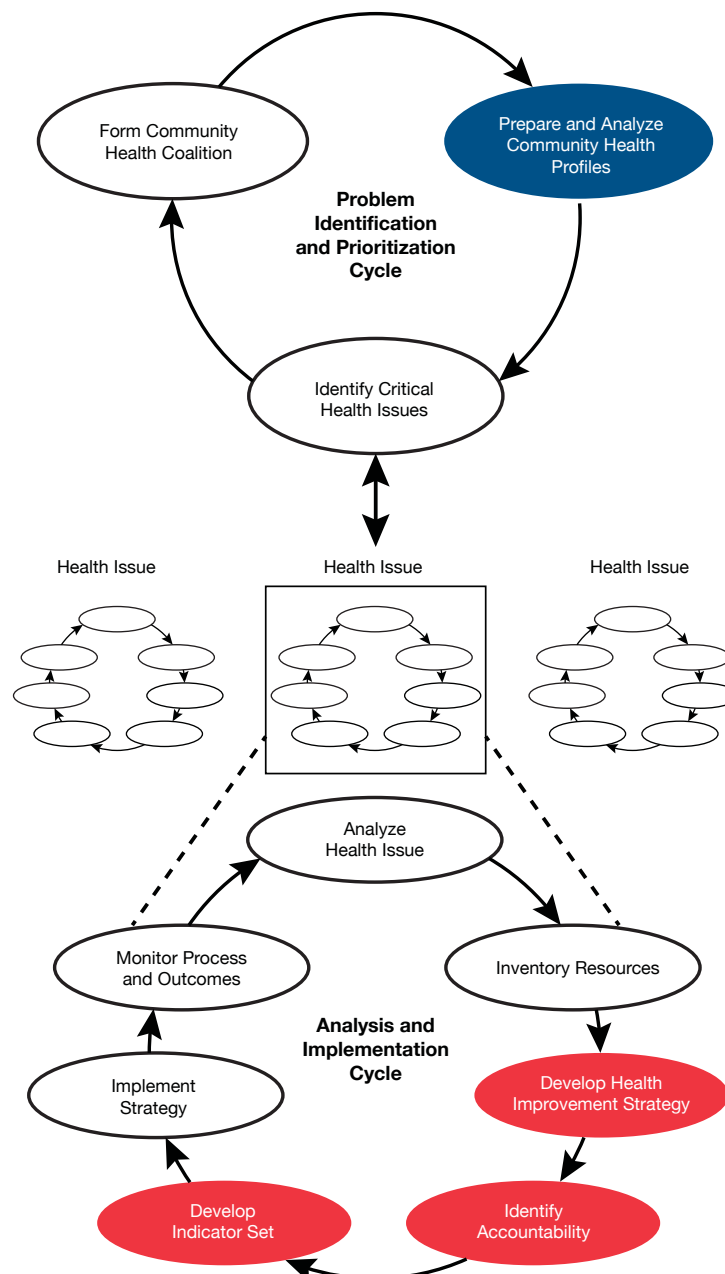 Form Community
Health Coalition
Prepare and Analyze
Community Health
Profiles
Problem
Identification
and Prioritization
Cycle
Identify Critical
Health Issues
Health Issue
Health Issue
Health Issue
Analyze
Health Issue
Monitor Process
and Outcomes
Inventory Resources
Analysis and
Implementation
Cycle
Implement
Strategy
Develop Health
Improvement Strategy
Develop
Indicator Set
Identify
Accountability